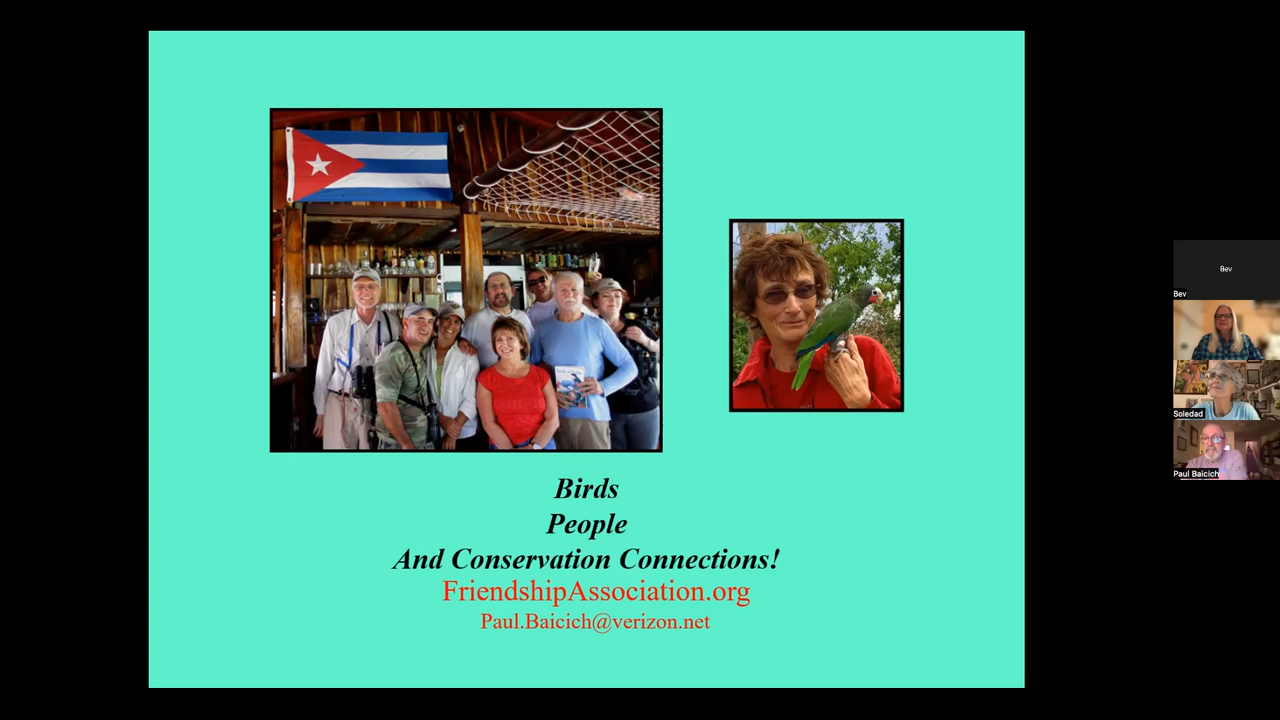 Birds
People
And Conservation Connections!
FriendshipAssociation.org
Paul.Baicich@verizon.net
Bev
Bev
Soledad
Paul Baicich